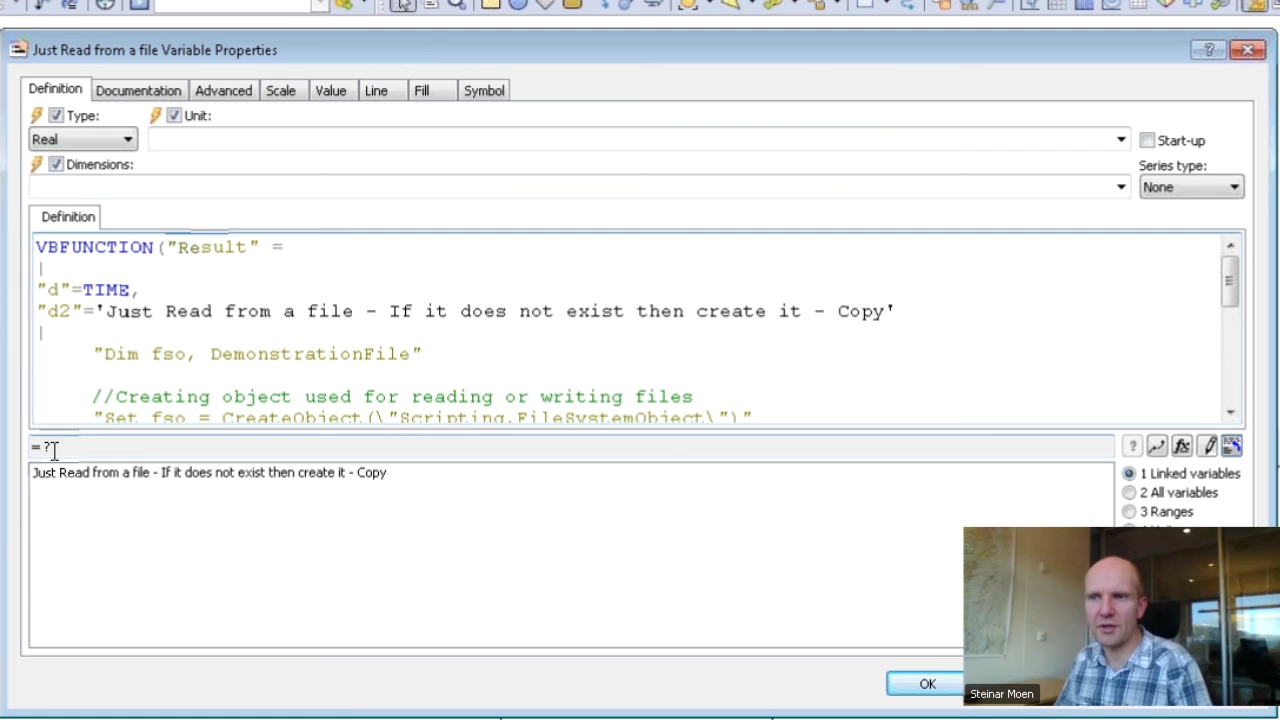 Just Read from a file Variable Properties
?
Definition
Documentation
Advanced
Scale
Value
Line
Fill
Symbol
Type:
Unit:
Real
Start-up
Dimensions:
Series type:
None
Definition
VBFUNCTION("Result" =
|
"d"=TIME,
"d2"='Just Read from a file - If it does not exist then create it - Copy'
|
"Dim fso, DemonstrationFile"
//Creating object used for reading or writing files
"Set fso = CreateObject(\"Scripting.FileSystemObject\")"
= ?
? fx
Just Read from a file - If it does not exist then create it - Copy
1 Linked variables
2 All variables
3 Ranges
OK
Steinar Moen